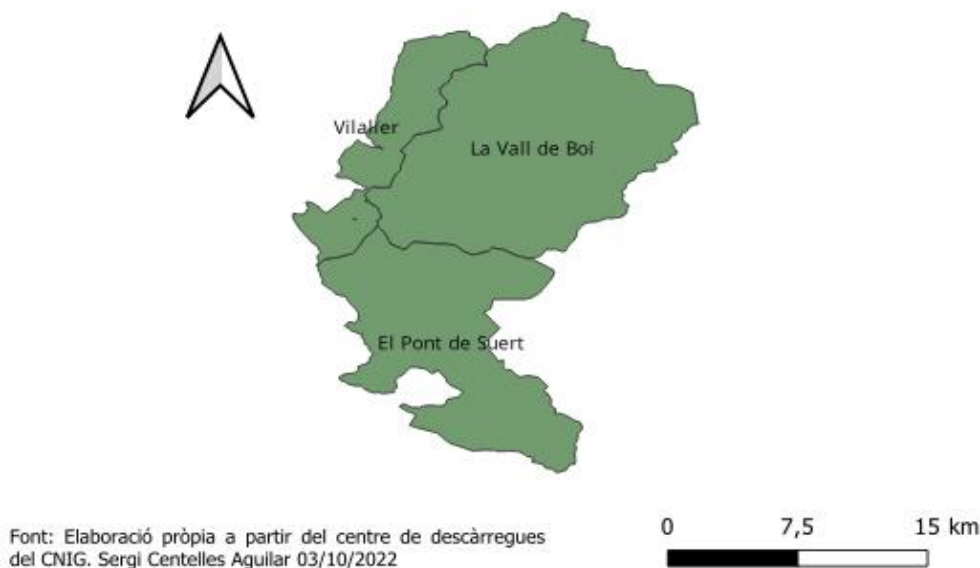 Vilaller
La Vall de Boí
El Pont de Suert
Font: Elaboració pròpia a partir del centre de descàrregues
del CNIG. Sergi Centelles Aguilar 03/10/2022
0 7,5 15 km